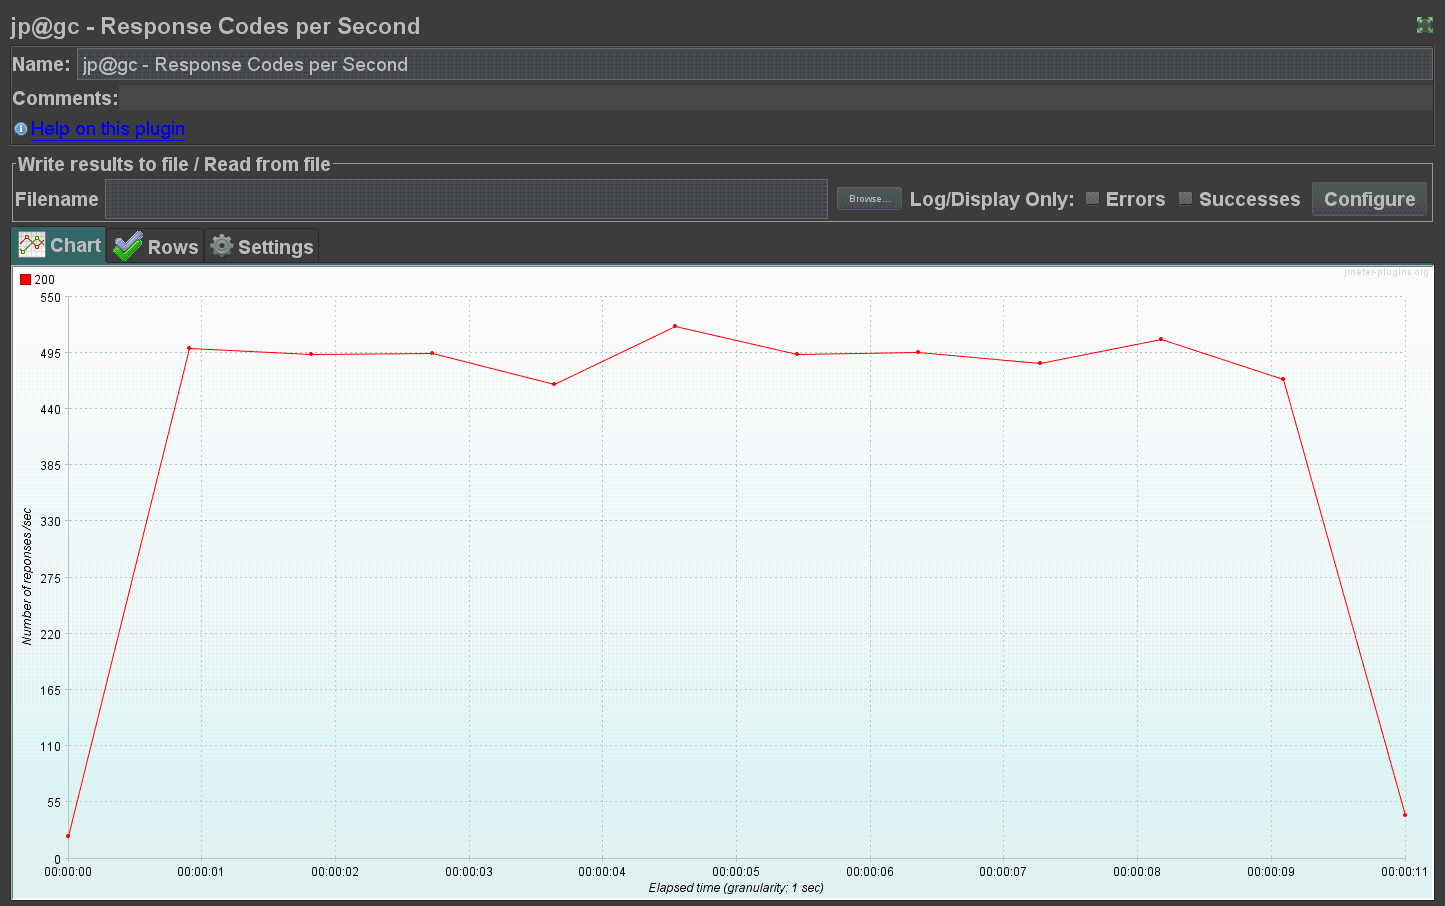 jp@gc - Response Codes per Second
Name: jp@gc - Response Codes per Second
Comments:
Help on this plugin
Write results to file / Read from file
Filename Browse... Log/Display Only: Errors Successes Configure
Chart Rows Settings
200 jmeter-plugins.org
550
495
440
385
330
275
220
165
110
55
0
Number of reponses /sec
00:00:00 00:00:01 00:00:02 00:00:03 00:00:04 00:00:05 00:00:06 00:00:07 00:00:08 00:00:09 00:00:11
Elapsed time (granularity: 1 sec)